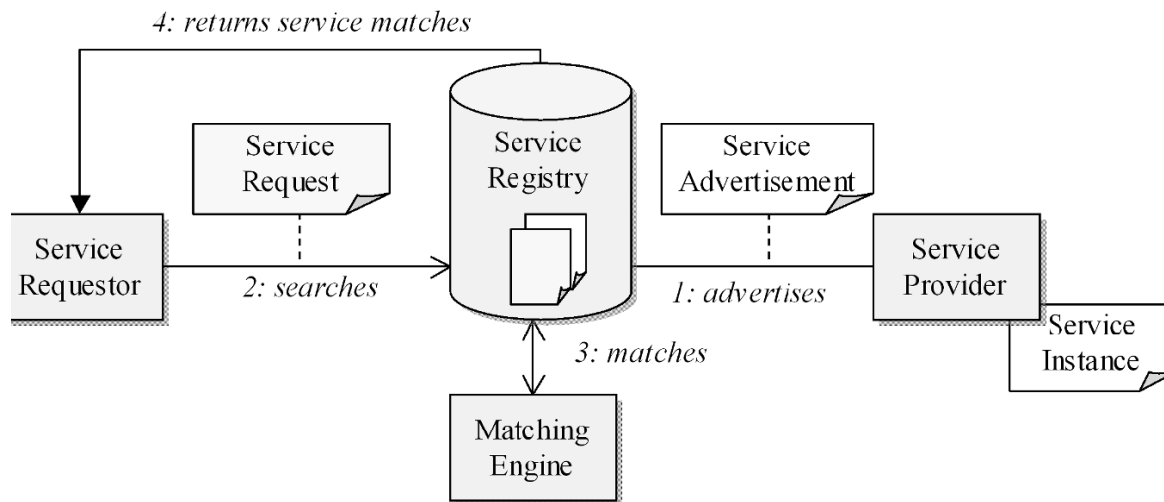 4: returns service matches
Service
Request
Service
Registry
Service
Advertisement
Service
Requestor
2: searches
1: advertises
Service
Provider
Service
Instance
3: matches
Matching
Engine